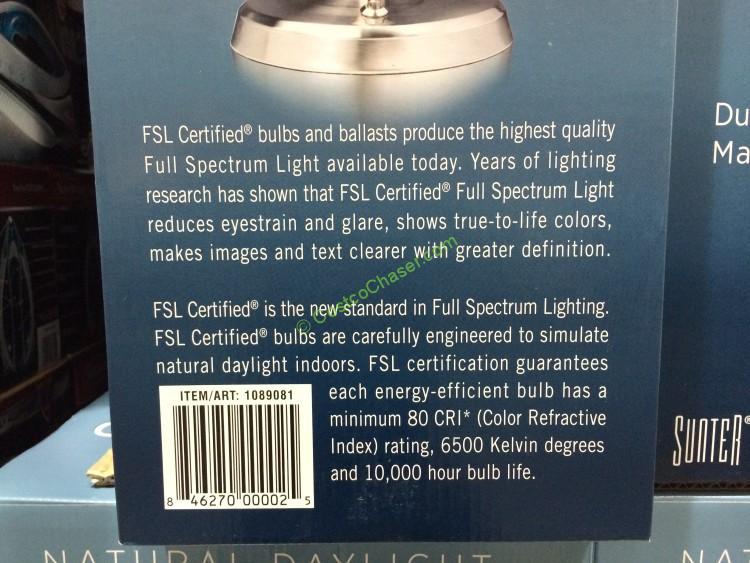 FSL Certified® bulbs and ballasts produce the highest quality
Full Spectrum Light available today. Years of lighting
research has shown that FSL Certified® Full Spectrum Light
reduces eyestrain and glare, shows true-to-life colors,
makes images and text clearer with greater definition.
FSL Certified® is the new standard in Full Spectrum Lighting.
FSL Certified® bulbs are carefully engineered to simulate
natural daylight indoors. FSL certification guarantees
each energy-efficient bulb has a
minimum 80 CRI* (Color Refractive
Index) rating, 6500 Kelvin degrees
and 10,000 hour bulb life.
ITEM/ART: 1089081
8 46270 00002 5
© CostcoChaser.com
Du
Ma
SUNTER®
NATURAL DAYLIGHT
NA